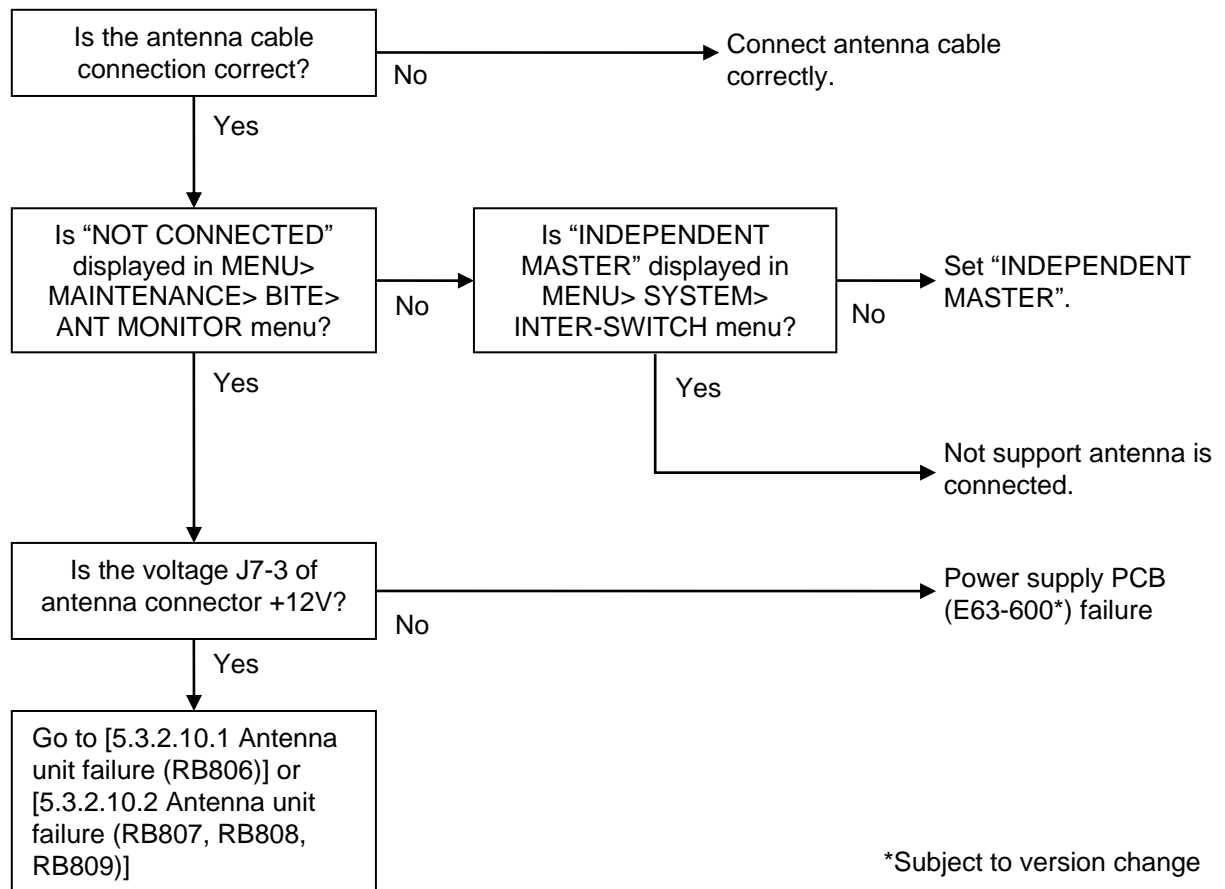 Is the antenna cable
connection correct?
No
Connect antenna cable
correctly.
Yes
Is “NOT CONNECTED”
displayed in MENU>
MAINTENANCE> BITE>
ANT MONITOR menu?
No
Is “INDEPENDENT
MASTER” displayed in
MENU> SYSTEM>
INTER-SWITCH menu?
No
Set “INDEPENDENT
MASTER”.
Yes
Yes
Not support antenna is
connected.
Is the voltage J7-3 of
antenna connector +12V?
No
Power supply PCB
(E63-600*) failure
Yes
Go to [5.3.2.10.1 Antenna
unit failure (RB806)] or
[5.3.2.10.2 Antenna unit
failure (RB807, RB808,
RB809)]
*Subject to version change